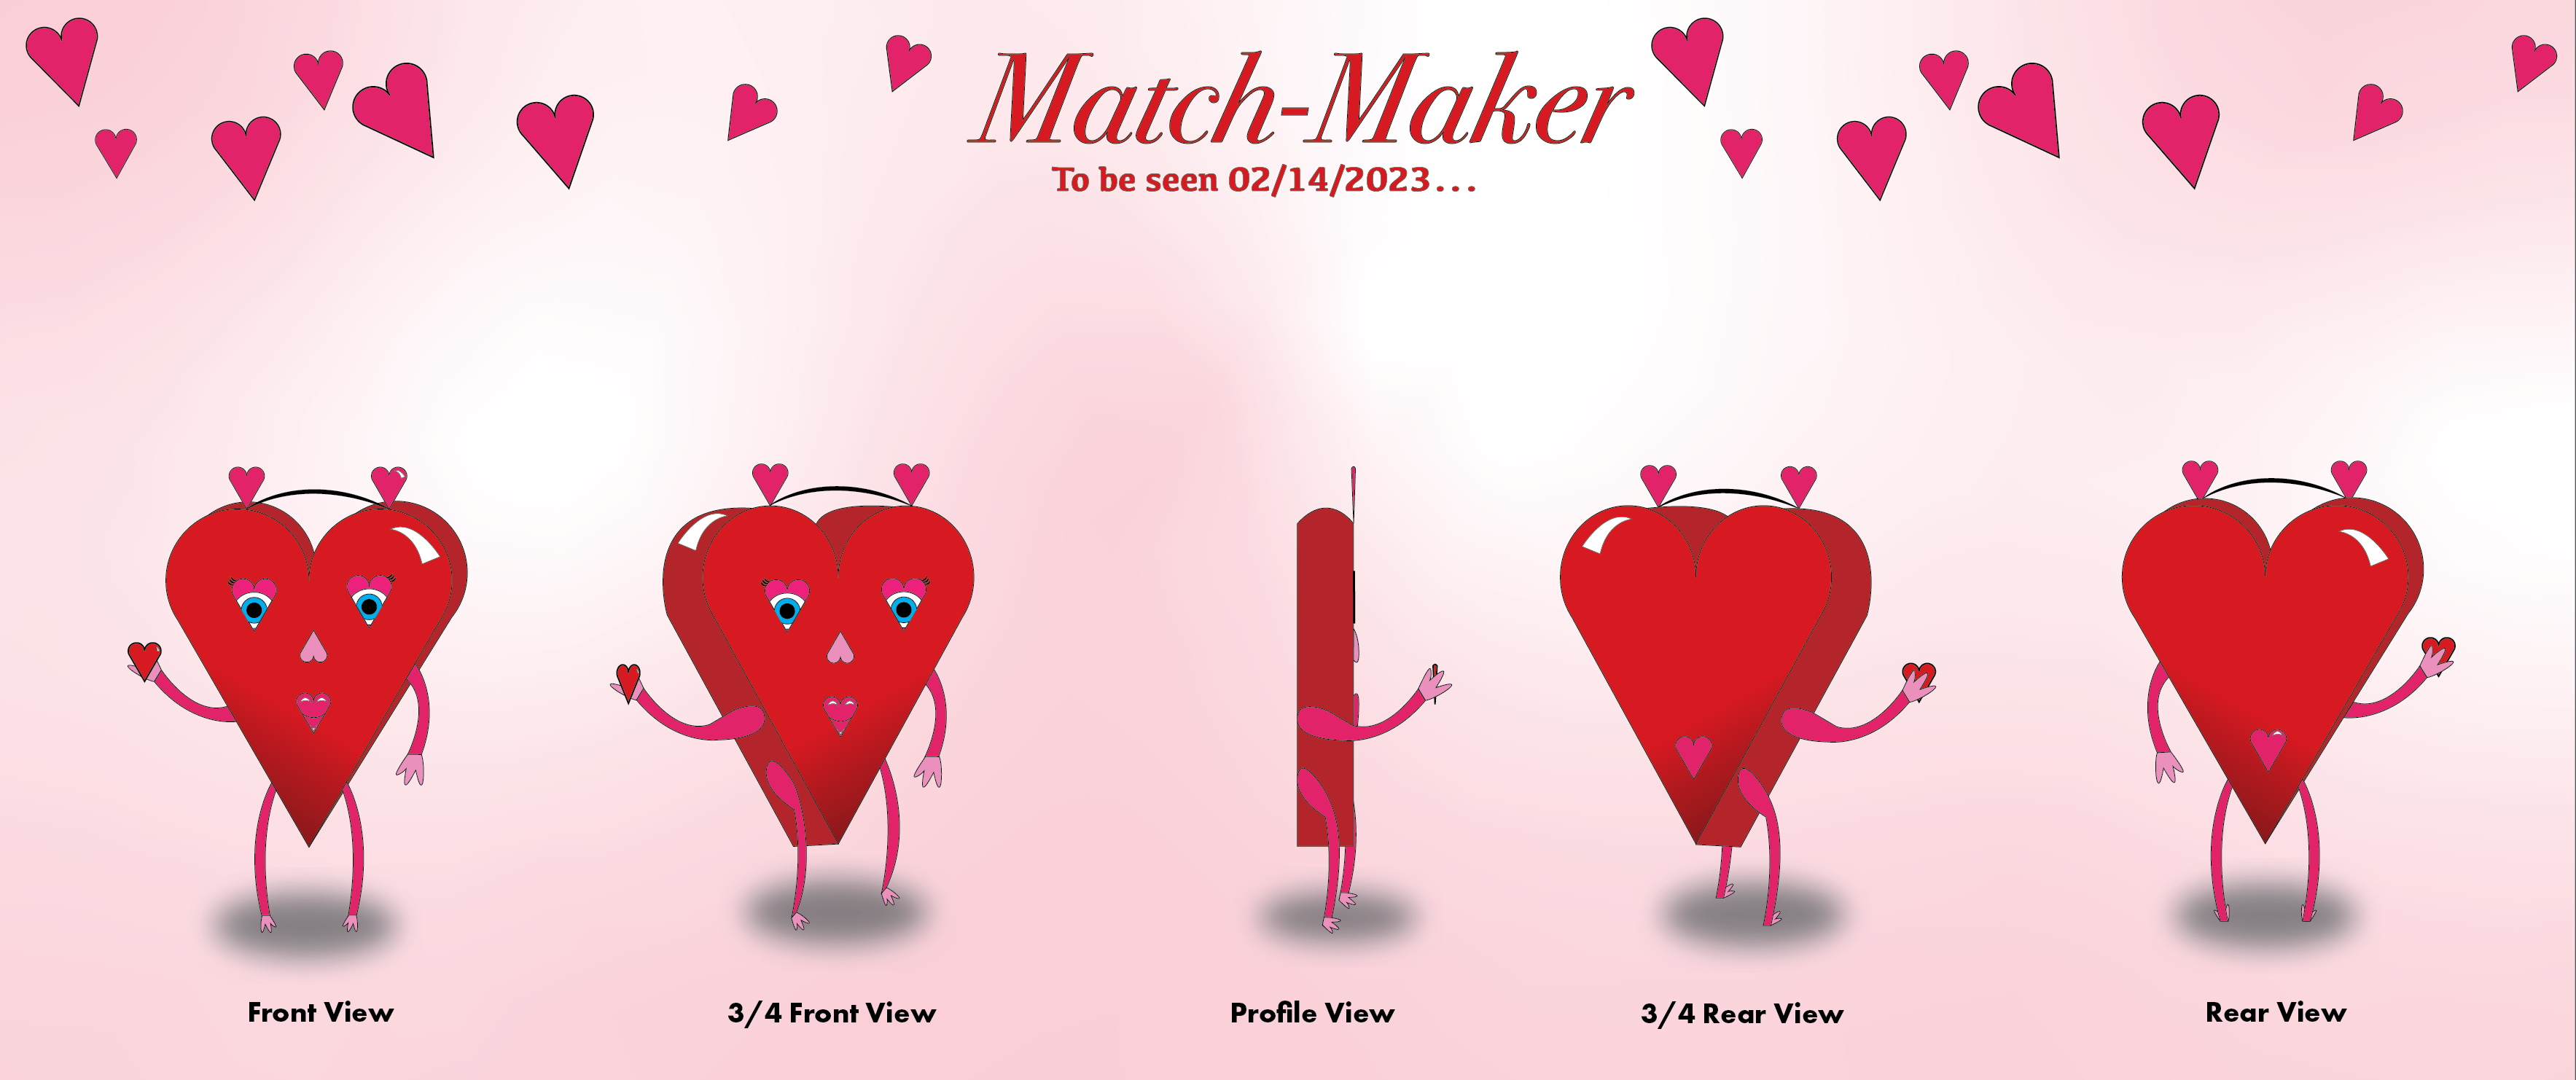 Match-Maker
To be seen 02/14/2023...
Front View
3/4 Front View
Profile View
3/4 Rear View
Rear View